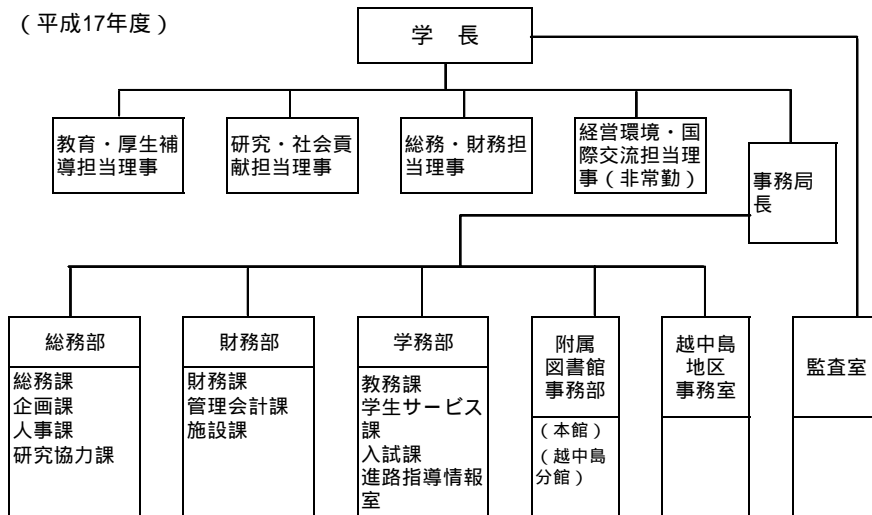 （平成17年度）
学 長
教育・厚生補
導担当理事
研究・社会貢
献担当理事
総務・財務担
当理事
経営環境・国
際交流担当理
事（非常勤）
事務局
長
総務部
総務課
企画課
人事課
研究協力課
財務部
財務課
管理会計課
施設課
学務部
教務課
学生サービス
課
入試課
進路指導情報
室
附属
図書館
事務部
（本館）
（越中島
分館）
越中島
地区
事務室
監査室